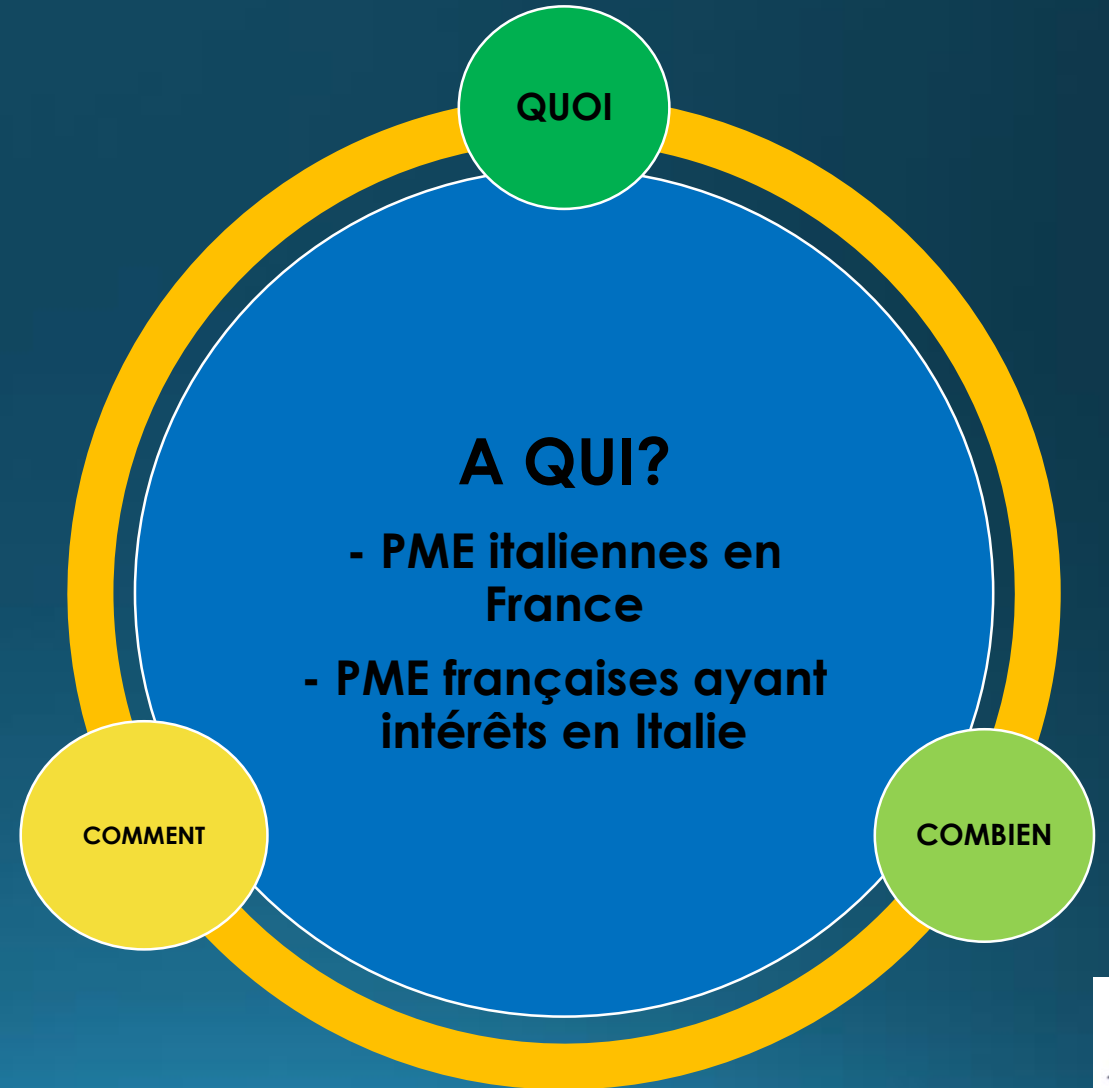 QUOI
A QUI?
- PME italiennes en
France
- PME françaises ayant
intérêts en Italie
COMMENT
COMBIEN